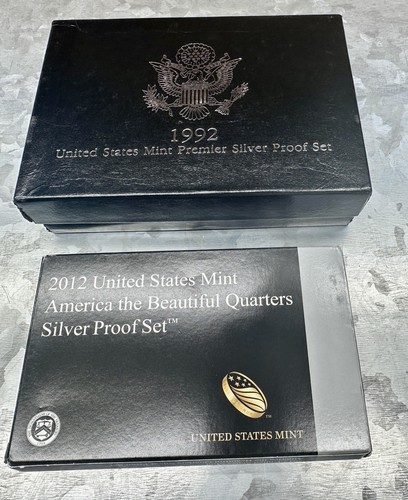 1992
United States Mint Premier Silver Proof Set
2012 United States Mint
America the Beautiful Quarters
Silver Proof Set™
UNITED STATES MINT